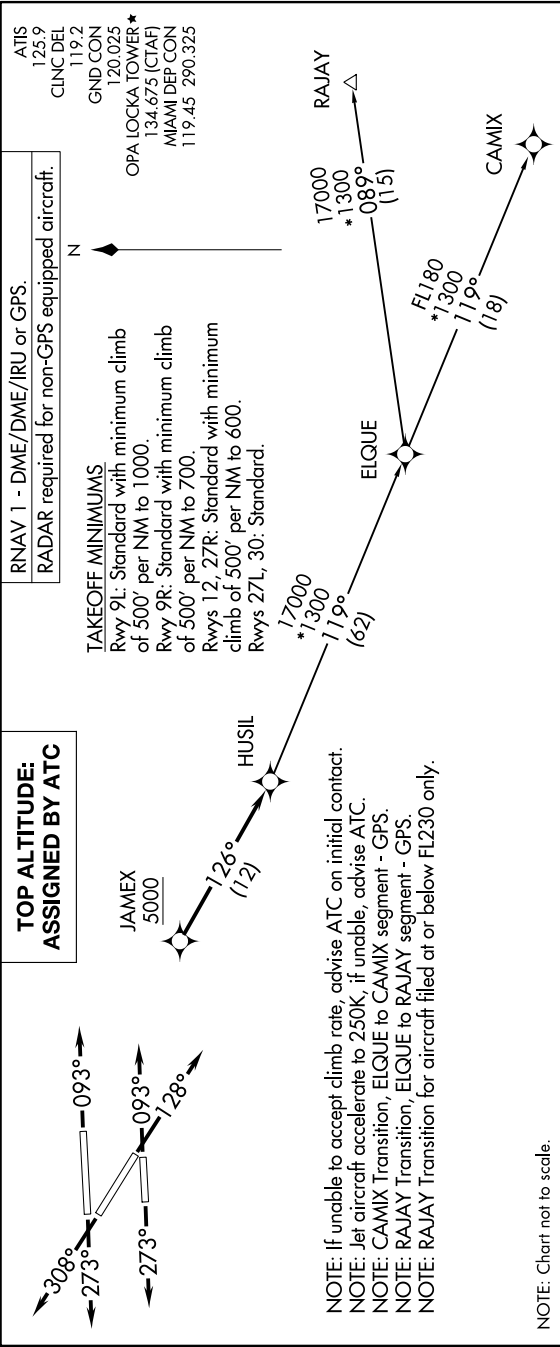 TOP ALTITUDE:
ASSIGNED BY ATC
RNAV 1 - DME/DME/IRU or GPS.
RADAR required for non-GPS equipped aircraft.
ATIS
125.9
CLNC DEL
119.2
GND CON
120.025
OPA LOCKA TOWER★
134.675 (CTAF)
MIAMI DEP CON
119.45 290.325
N
TAKEOFF MINIMUMS
Rwy 9L: Standard with minimum climb
of 500' per NM to 1000.
Rwy 9R: Standard with minimum climb
of 500' per NM to 700.
Rwys 12, 27R: Standard with minimum
climb of 500' per NM to 600.
Rwys 27L, 30: Standard.
308°
273°
093°
273°
093°
128°
JAMEX
5000
126°
(12)
HUSIL
17000
*1300
119°
(62)
ELQUE
17000
*1300
089°
(15)
RAJAY
FL180
*1300
119°
(18)
CAMIX
NOTE: If unable to accept climb rate, advise ATC on initial contact.
NOTE: Jet aircraft accelerate to 250K, if unable, advise ATC.
NOTE: CAMIX Transition, ELQUE to CAMIX segment - GPS.
NOTE: RAJAY Transition, ELQUE to RAJAY segment - GPS.
NOTE: RAJAY Transition for aircraft filed at or below FL230 only.
NOTE: Chart not to scale.